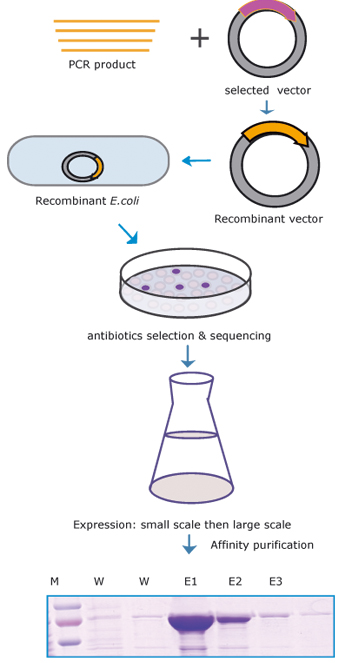 PCR product
+
selected vector
Recombinant E.coli
Recombinant vector
antibiotics selection & sequencing
Expression: small scale then large scale
Affinity purification
M W W E1 E2 E3